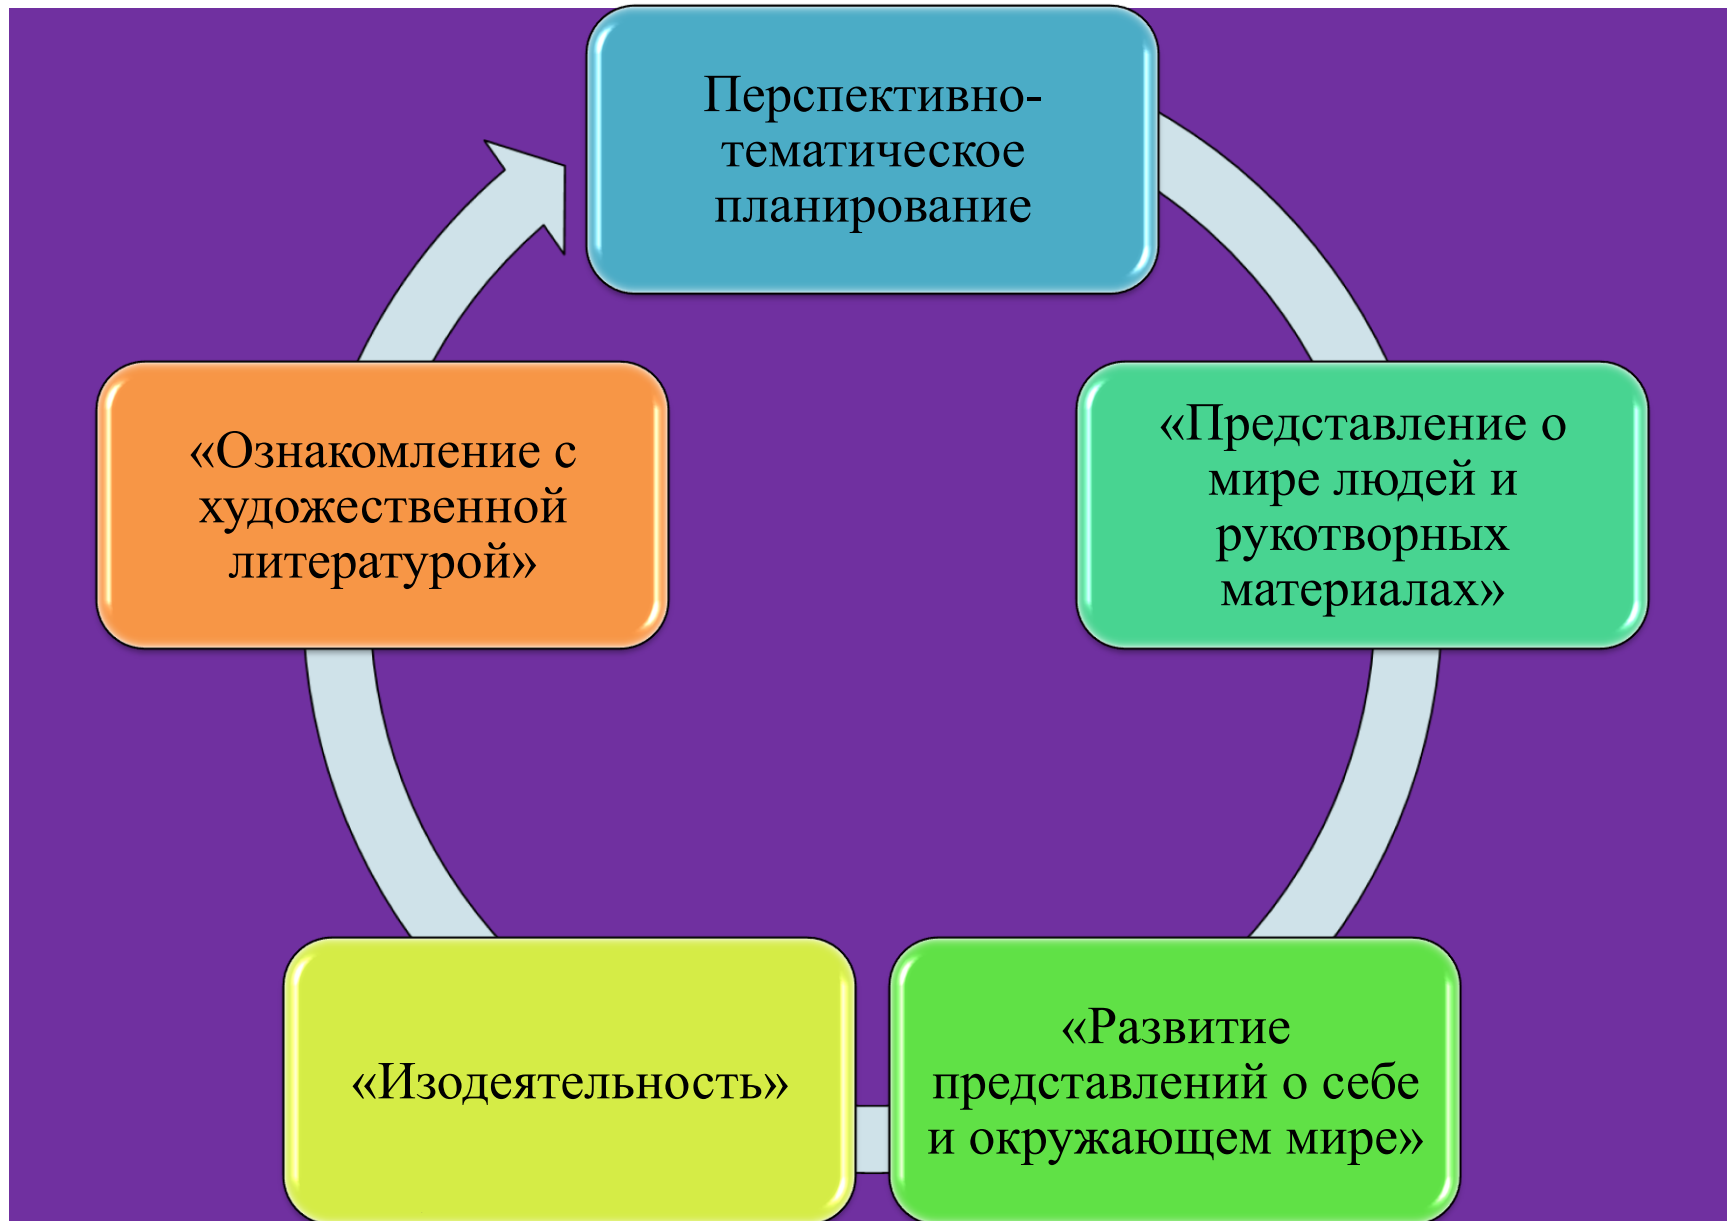 Перспективно-
тематическое
планирование
«Представление о
мире людей и
рукотворных
материалах»
«Развитие
представлений о себе
и окружающем мире»
«Изодеятельность»
«Ознакомление с
художественной
литературой»